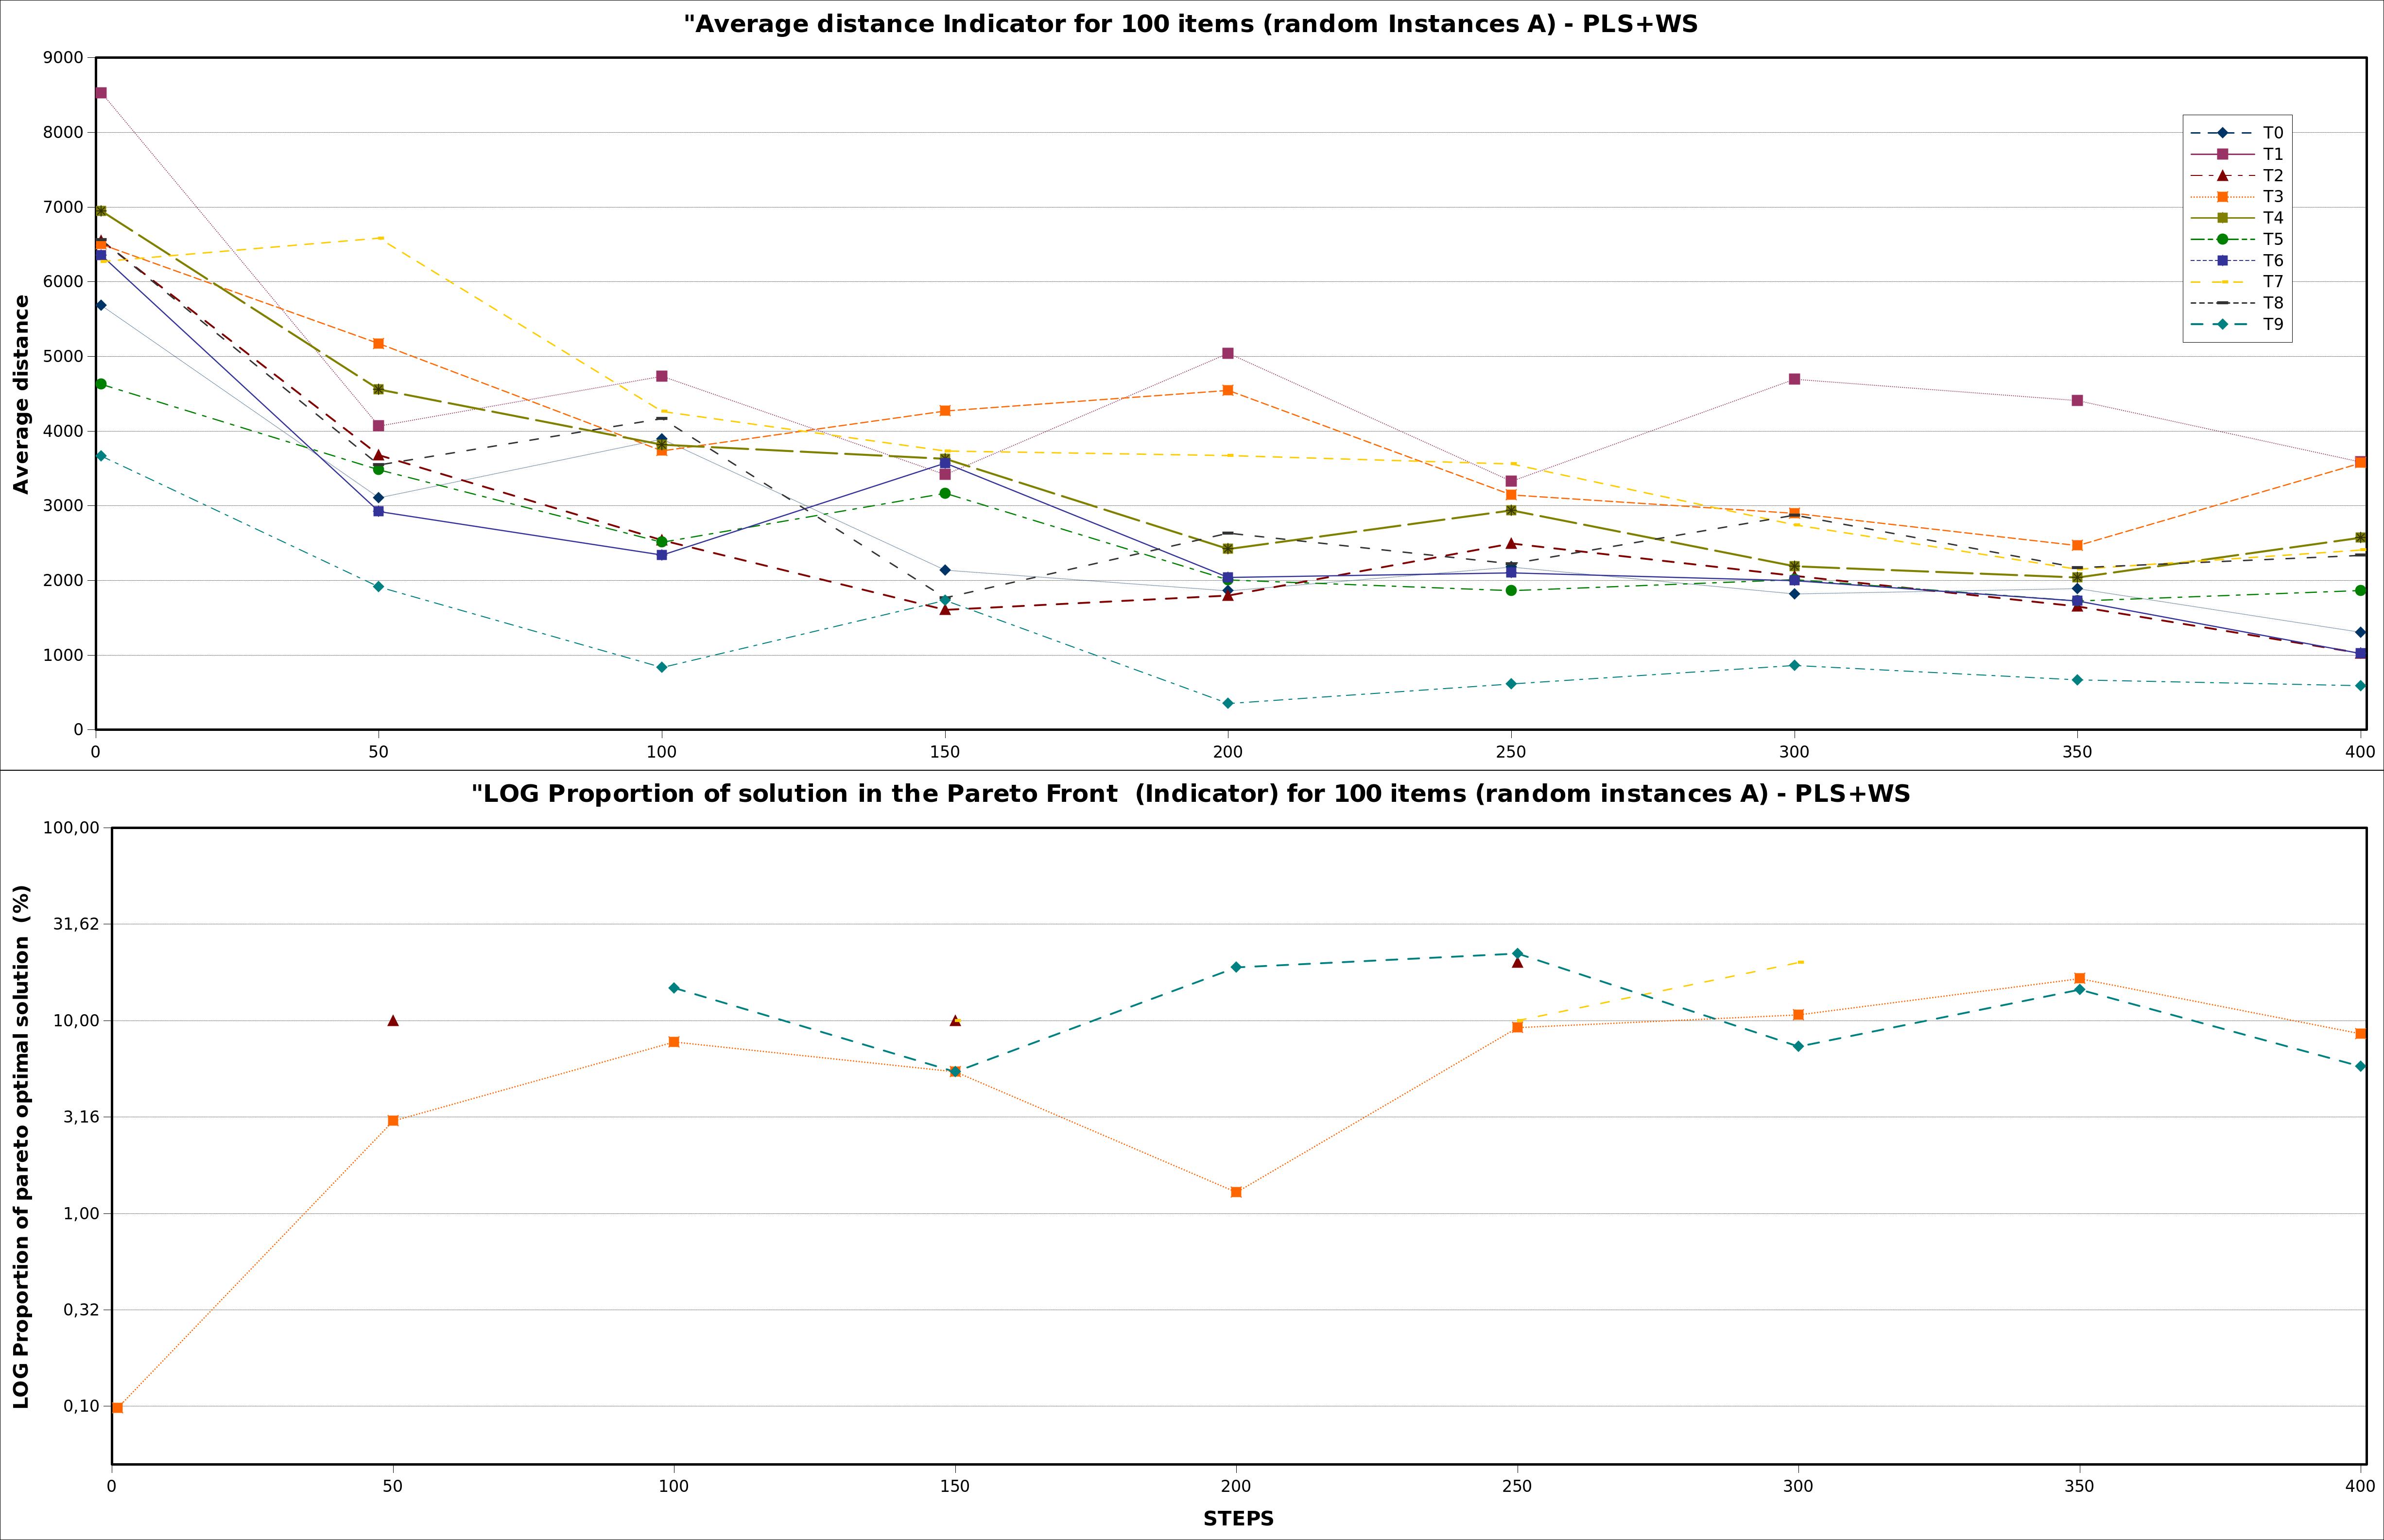 "Average distance Indicator for 100 items (random Instances A) - PLS+WS
Average distance
9000
8000
7000
6000
5000
4000
3000
2000
1000
0
0 50 100 150 200 250 300 350 400
T0
T1
T2
T3
T4
T5
T6
T7
T8
T9
"LOG Proportion of solution in the Pareto Front (Indicator) for 100 items (random instances A) - PLS+WS
LOG Proportion of pareto optimal solution (%)
100,00
31,62
10,00
3,16
1,00
0,32
0,10
0 50 100 150 200 250 300 350 400
STEPS